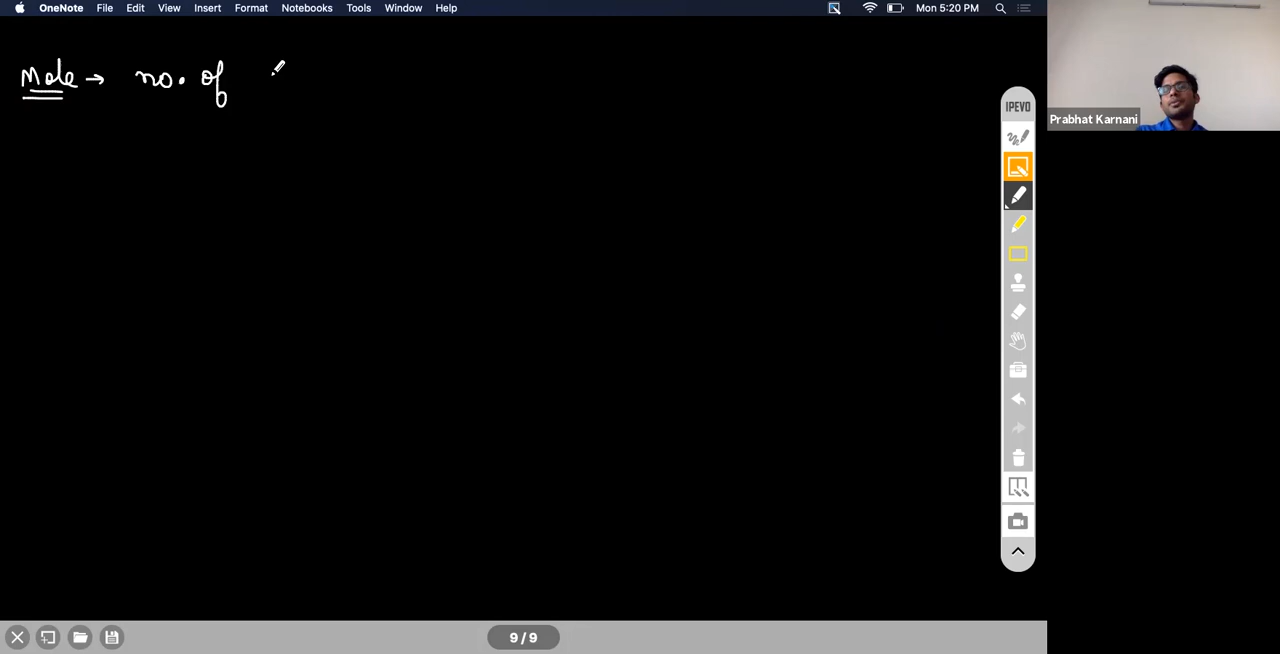 OneNote File Edit View Insert Format Notebooks Tools Window Help Mon 5:20 PM
Mole → no. of
IPEVO
Prabhat Karnani
9 / 9